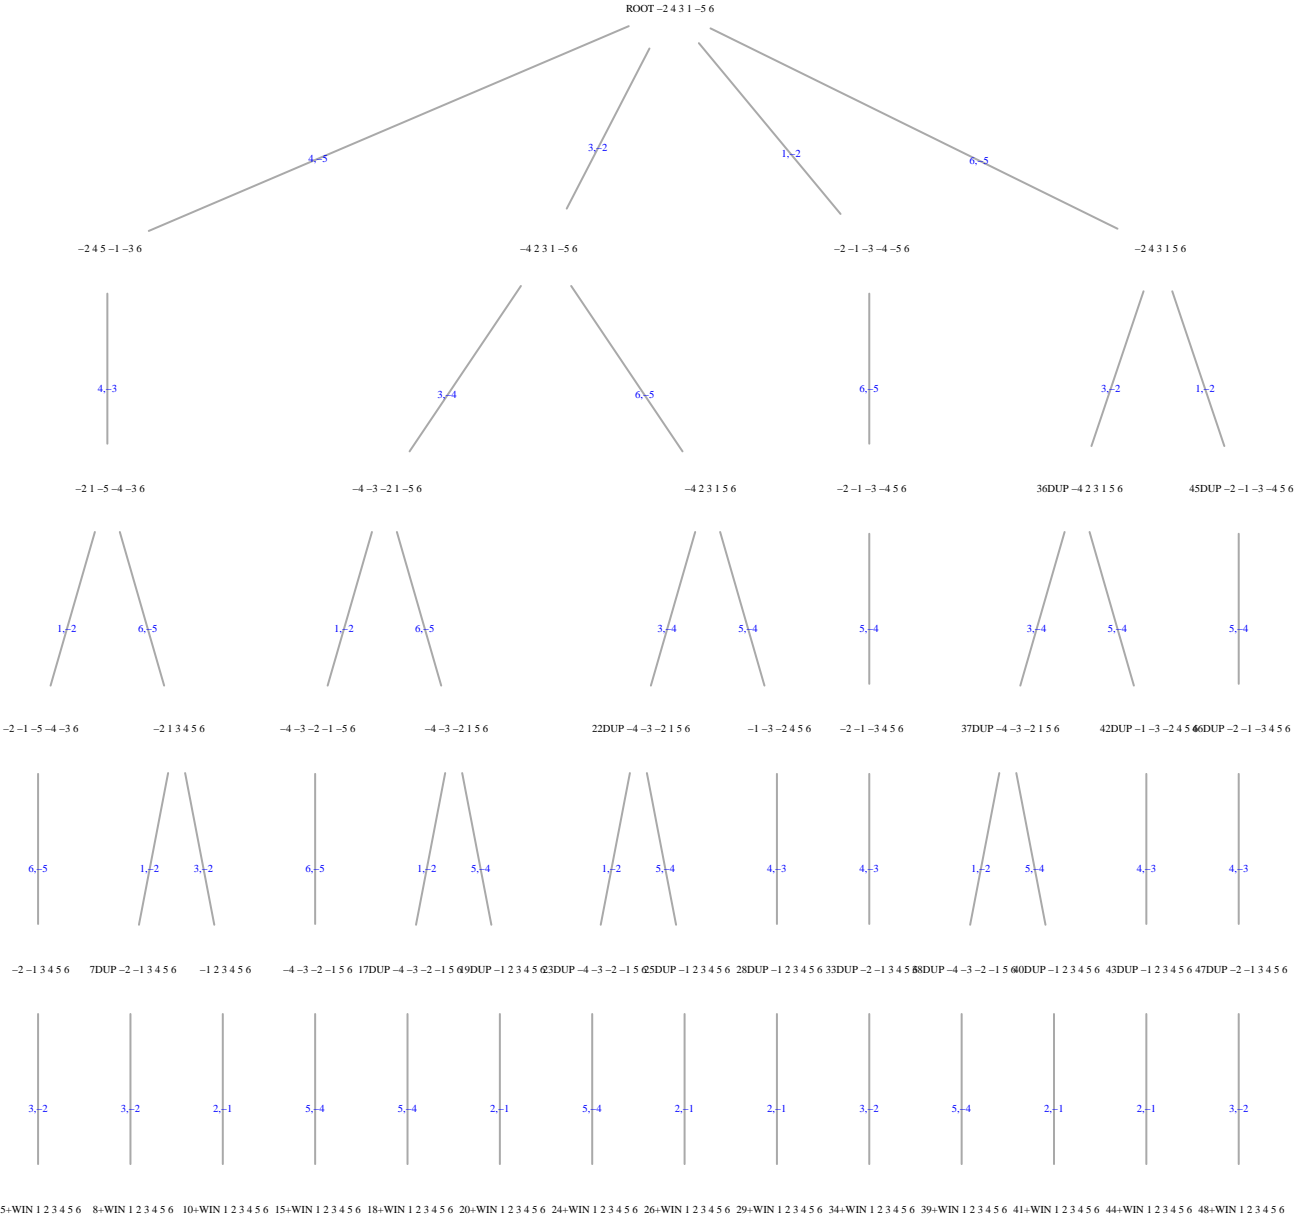 ROOT –2 4 3 1 –5 6
4,–5
3,–2
1,–2
6,–5
–2 4 5 –1 –3 6
–4 2 3 1 –5 6
–2 –1 –3 –4 –5 6
–2 4 3 1 5 6
4,–3
3,–4
6,–5
6,–5
3,–2
1,–2
–2 1 –5 –4 –3 6
–4 –3 –2 1 –5 6
–4 2 3 1 5 6
–2 –1 –3 –4 5 6
36DUP –4 2 3 1 5 6
45DUP –2 –1 –3 –4 5 6
1,–2
6,–5
1,–2
6,–5
3,–4
5,–4
5,–4
3,–4
5,–4
5,–4
–2 –1 –5 –4 –3 6
–2 1 3 4 5 6
–4 –3 –2 –1 –5 6
–4 –3 –2 1 5 6
22DUP –4 –3 –2 1 5 6
–1 –3 –2 4 5 6
–2 –1 –3 4 5 6
37DUP –4 –3 –2 1 5 6
42DUP –1 –3 –2 4 5 6
46DUP –2 –1 –3 4 5 6
6,–5
1,–2
3,–2
6,–5
1,–2
5,–4
1,–2
5,–4
4,–3
4,–3
1,–2
5,–4
4,–3
4,–3
–2 –1 3 4 5 6
7DUP –2 –1 3 4 5 6
–1 2 3 4 5 6
–4 –3 –2 –1 5 6
17DUP –4 –3 –2 –1 5 6
19DUP –1 2 3 4 5 6
23DUP –4 –3 –2 –1 5 6
25DUP –1 2 3 4 5 6
28DUP –1 2 3 4 5 6
33DUP –2 –1 3 4 5 6
38DUP –4 –3 –2 –1 5 6
40DUP –1 2 3 4 5 6
43DUP –1 2 3 4 5 6
47DUP –2 –1 3 4 5 6
3,–2
3,–2
2,–1
5,–4
5,–4
2,–1
5,–4
2,–1
2,–1
3,–2
5,–4
2,–1
2,–1
3,–2
5+WIN 1 2 3 4 5 6
8+WIN 1 2 3 4 5 6
10+WIN 1 2 3 4 5 6
15+WIN 1 2 3 4 5 6
18+WIN 1 2 3 4 5 6
20+WIN 1 2 3 4 5 6
24+WIN 1 2 3 4 5 6
26+WIN 1 2 3 4 5 6
29+WIN 1 2 3 4 5 6
34+WIN 1 2 3 4 5 6
39+WIN 1 2 3 4 5 6
41+WIN 1 2 3 4 5 6
44+WIN 1 2 3 4 5 6
48+WIN 1 2 3 4 5 6